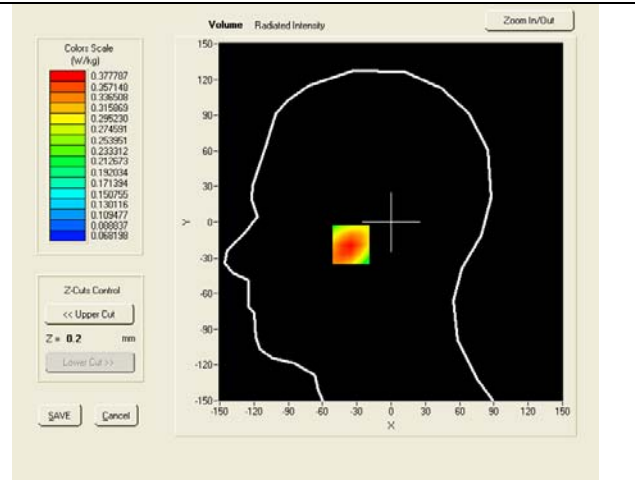 Volume Radiated Intensity
Zoom In/Out
Colors Scale
(W/kg)
0.377787
0.357148
0.336508
0.315869
0.295230
0.274591
0.253951
0.233312
0.212673
0.192034
0.171394
0.150755
0.130116
0.109477
0.088837
0.068198
Z-Cuts Control
<< Upper Cut
Z = 0.2 mm
Lower Cut >>
SAVE Cancel
150-
120-
90-
60-
30-
0-
-30-
-60-
-90-
-120-
-150-
Y
-150 -120 -90 -60 -30 0 30 60 90 120 150
X